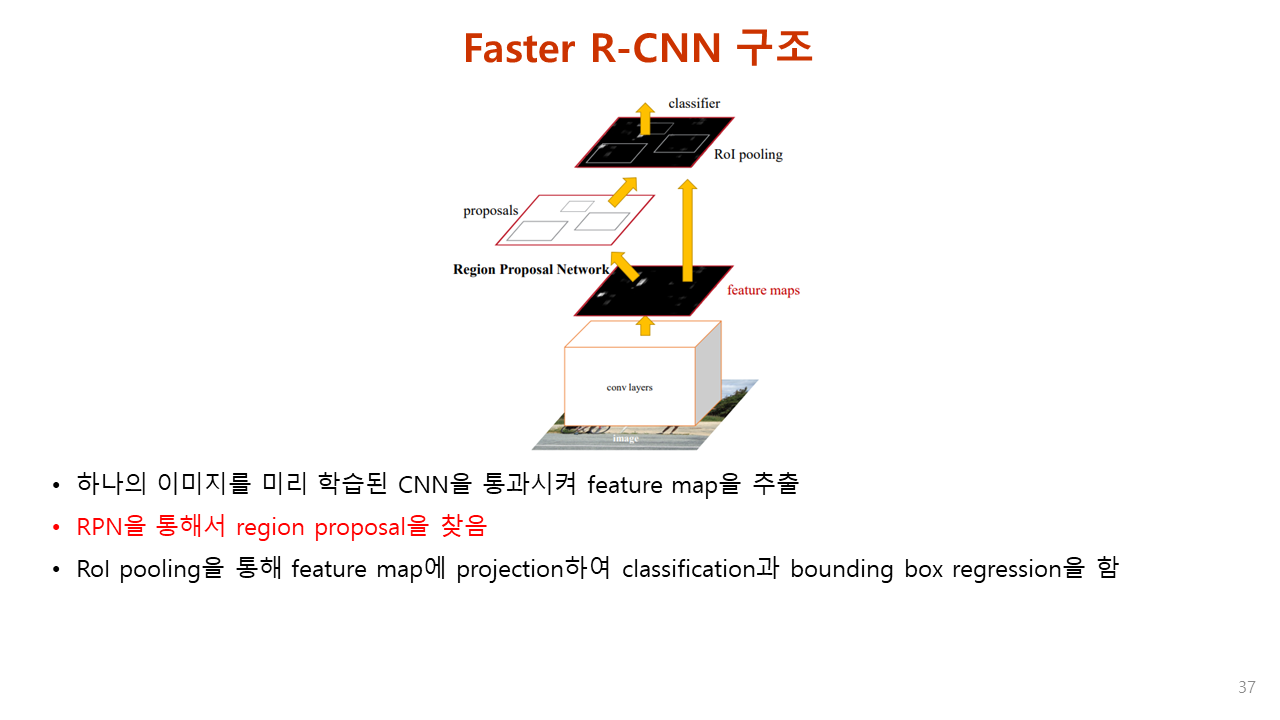 Faster R-CNN 구조
classifier
RoI pooling
proposals
Region Proposal Network
feature maps
conv layers
image
• 하나의 이미지를 미리 학습된 CNN을 통과시켜 feature map을 추출
• RPN을 통해서 region proposal을 찾음
• RoI pooling을 통해 feature map에 projection하여 classification과 bounding box regression을 함
37